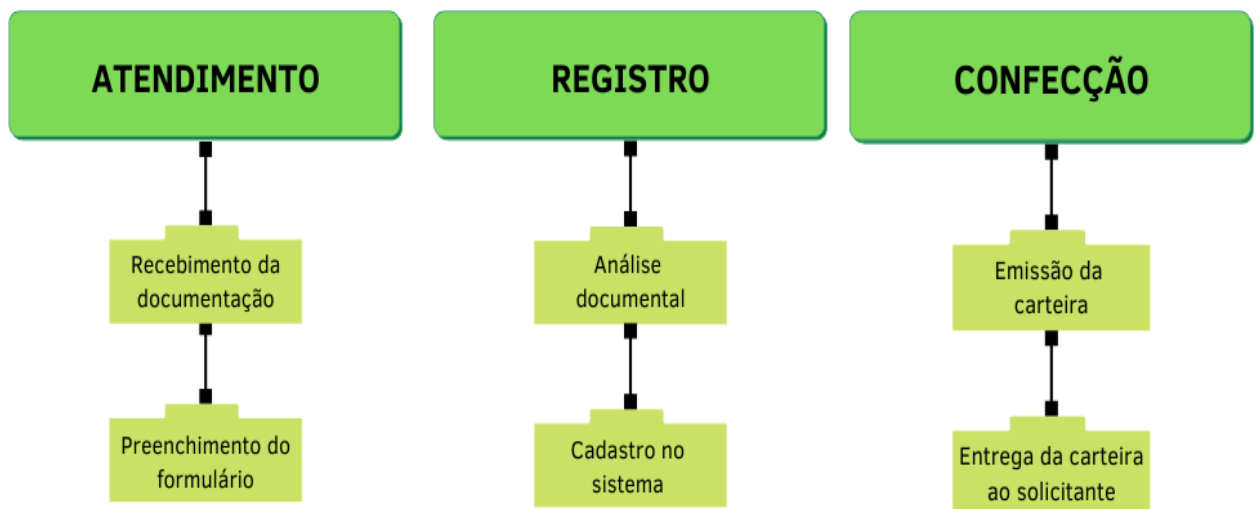 ATENDIMENTO
Recebimento da
documentação
Preenchimento do
formulário
REGISTRO
Análise
documental
Cadastro no
sistema
CONFECÇÃO
Emissão da
carteira
Entrega da carteira
ao solicitante